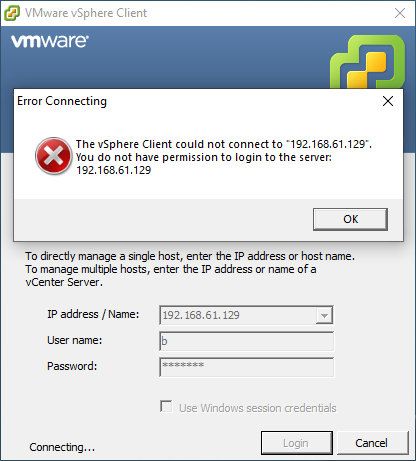 VMware vSphere Client
vmware®
Error Connecting
The vSphere Client could not connect to "192.168.61.129".
You do not have permission to login to the server:
192.168.61.129
OK
To directly manage a single host, enter the IP address or host name.
To manage multiple hosts, enter the IP address or name of a
vCenter Server.
IP address / Name: 192.168.61.129
User name: b
Password: *******
Use Windows session credentials
Connecting... Login Cancel